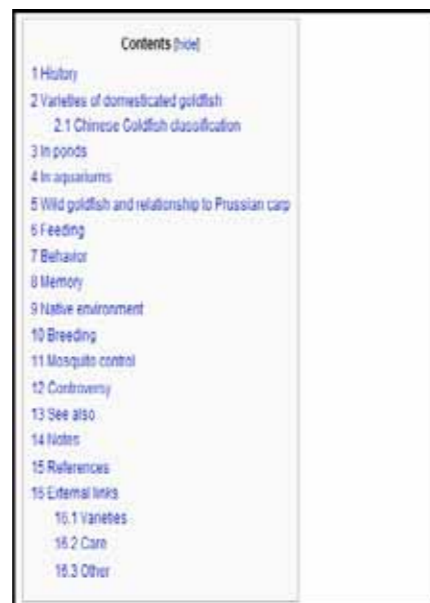 Contents [hide]
1 History
2 Varieties of domesticated goldfish
2.1 Chinese Goldfish classification
3 In ponds
4 In aquariums
5 Wild goldfish and relationship to Prussian carp
6 Feeding
7 Behavior
8 Memory
9 Native environment
10 Breeding
11 Mosquito control
12 Controversy
13 See also
14 Notes
15 References
16 External links
16.1 Varieties
16.2 Care
16.3 Other